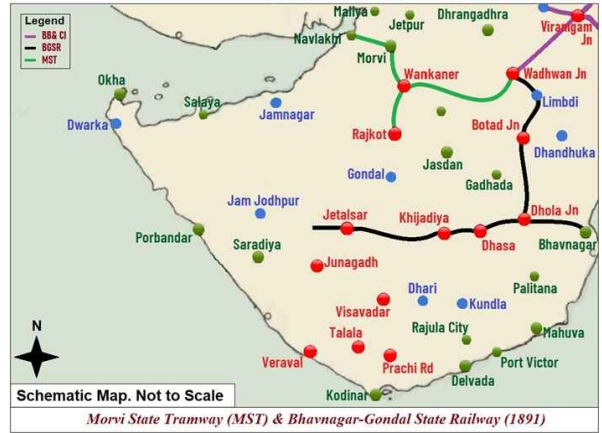 Legend
BB& CI
BGSR
MST
Maliya
Jetpur
Dhrangadhra
Viramgam
Jn
Navlakhi
Morvi
Wankaner
Wadhwan Jn
Okha
Salaya
Jamnagar
Limbdi
Dwarka
Rajkot
Botad Jn
Jasdan
Dhandhuka
Gondal
Gadhada
Jam Jodhpur
Jetalsar
Khijadiya
Dhola Jn
Porbandar
Saradiya
Dhasa
Bhavnagar
Junagadh
Dhari
Palitana
Visavadar
Kundla
N
Talala
Rajula City
Mahuva
Veraval
Prachi Rd
Port Victor
Delvada
Kodinar
Schematic Map. Not to Scale
Morvi State Tramway (MST) & Bhavnagar-Gondal State Railway (1891)